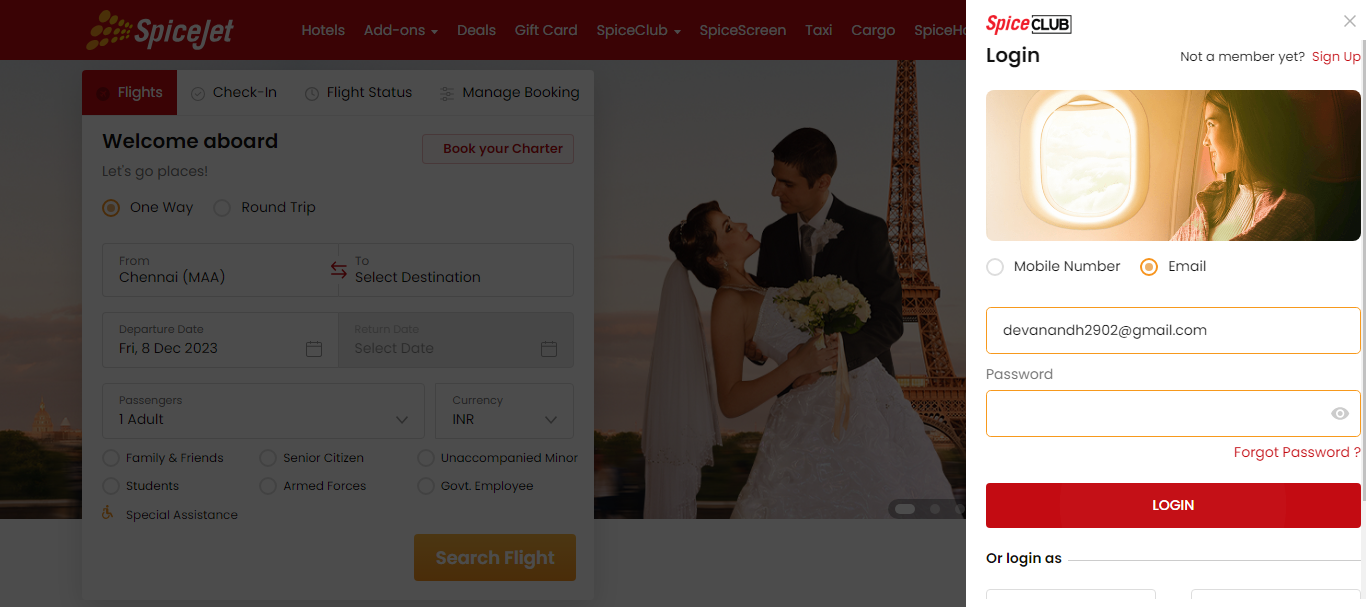 SpiceJet
Hotels Add-ons Deals Gift Card SpiceClub SpiceScreen Taxi Cargo SpiceHo
Flights Check-In Flight Status Manage Booking
Welcome aboard
Book your Charter
Let's go places!
One Way Round Trip
From To
Chennai (MAA) Select Destination
Departure Date Return Date
Fri, 8 Dec 2023 Select Date
Passengers Currency
1 Adult INR
Family & Friends Senior Citizen Unaccompanied Minor
Students Armed Forces Govt. Employee
Special Assistance
Search Flight
SpiceCLUB
Login Not a member yet? Sign Up
Mobile Number Email
devanandh2902@gmail.com
Password
Forgot Password ?
LOGIN
Or login as